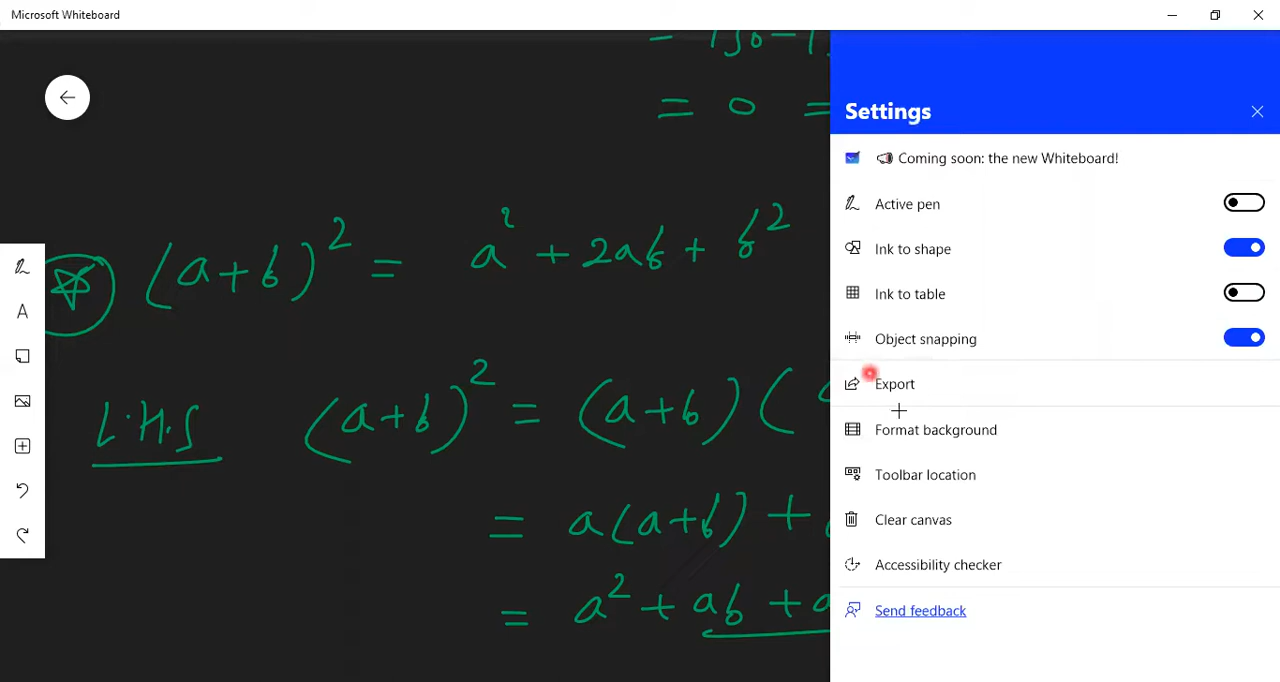 Microsoft Whiteboard
= 0 =
(a+b)² = a² + 2ab + b²
L.H.S (a+b)² = (a+b)(
= a(a+b) +
= a² + ab +
Settings
Coming soon: the new Whiteboard!
Active pen
Ink to shape
Ink to table
Object snapping
Export
Format background
Toolbar location
Clear canvas
Accessibility checker
Send feedback